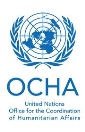 OCHA
United Nations
Office for the Coordination
of Humanitarian Affairs